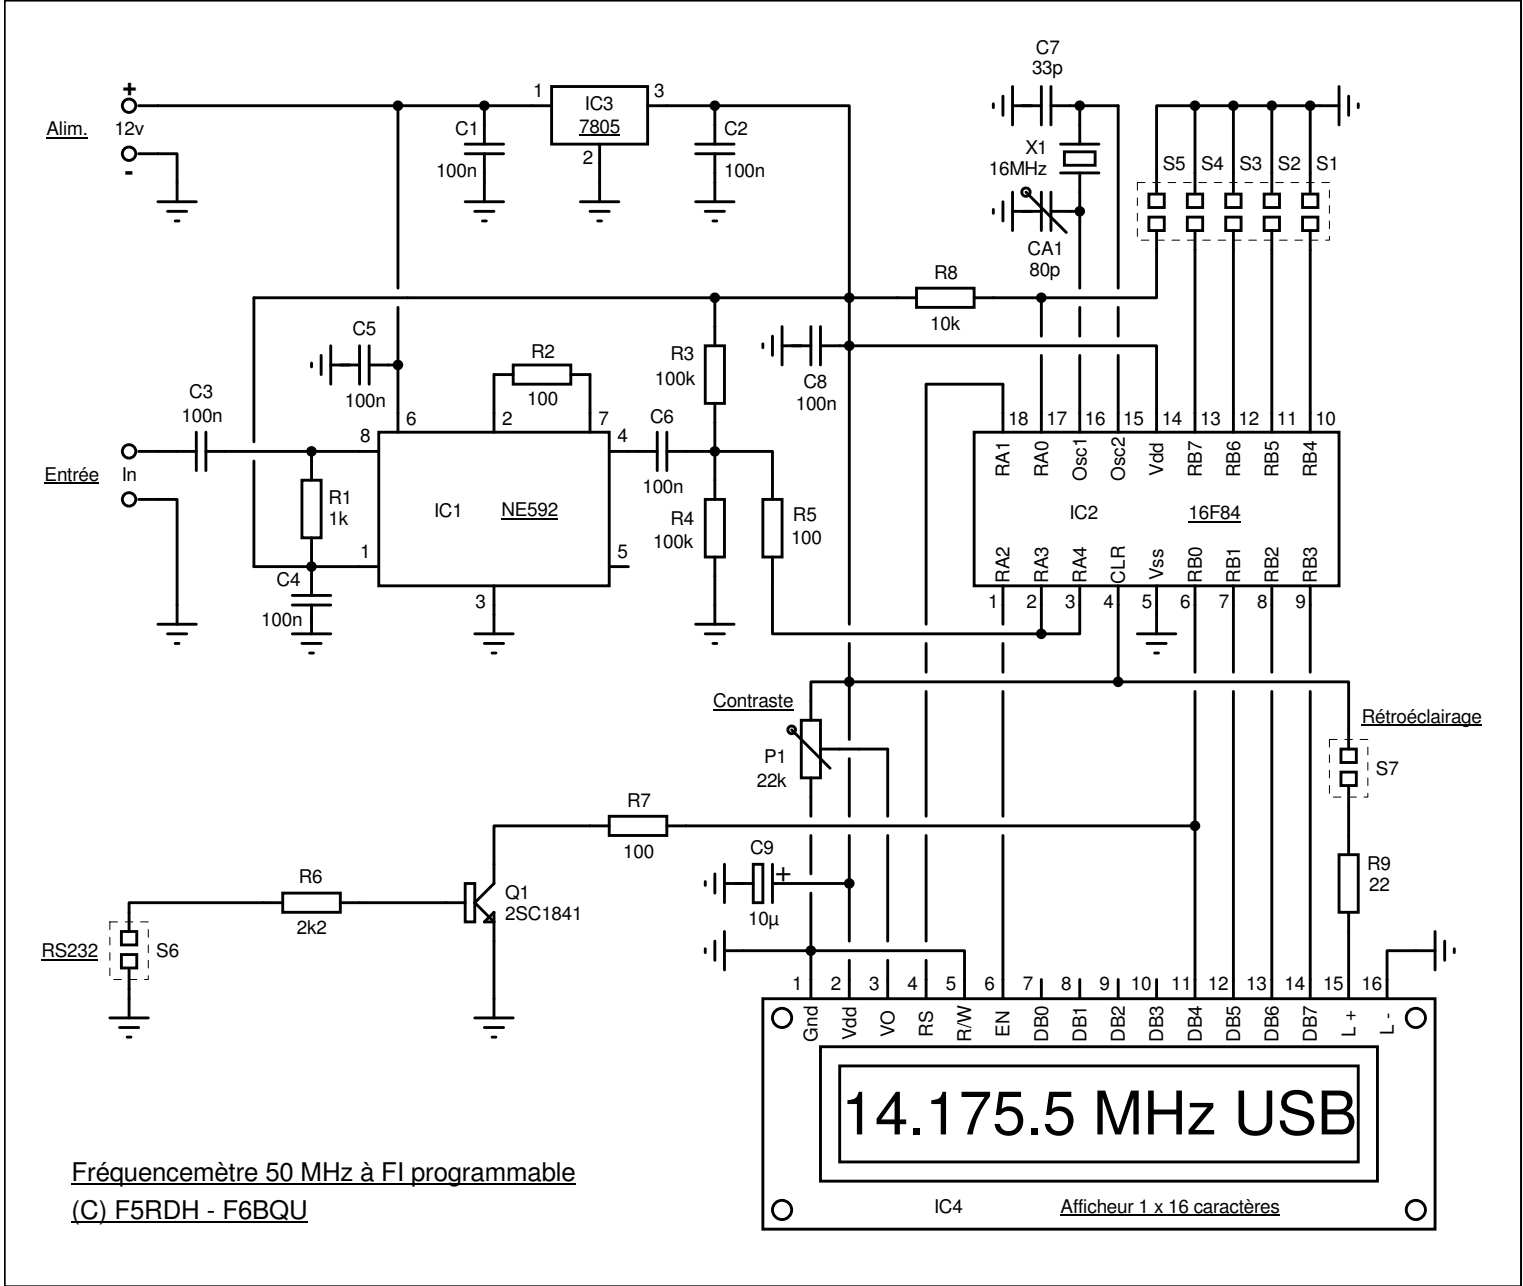 C7
33p
+
1
IC3
7805
3
Alim.
12v
C1
100n
2
C2
100n
X1
16MHz
S5 S4 S3 S2 S1
-
CA1
80p
R8
10k
C5
100n
R2
100
R3
100k
C8
100n
C3
100n
6
2
7
C6
100n
18 17 16 15 14 13 12 11 10
8
4
RA1 RA0 Osc1 Osc2 Vdd RB7 RB6 RB5 RB4
Entrée
In
R1
1k
IC1
NE592
R4
100k
R5
100
IC2
16F84
1
5
RA2 RA3 RA4 CLR Vss RB0 RB1 RB2 RB3
C4
100n
3
1 2 3 4 5 6 7 8 9
Contraste
Rétroéclairage
P1
22k
S7
R7
100
C9
+
10µ
R9
22
R6
2k2
Q1
2SC1841
RS232
S6
1 2 3 4 5 6 7 8 9 10 11 12 13 14 15 16
Gnd Vdd VO RS R/W EN DB0 DB1 DB2 DB3 DB4 DB5 DB6 DB7 L + L -
14.175.5 MHz USB
Fréquencemètre 50 MHz à FI programmable
(C) F5RDH - F6BQU
IC4
Afficheur 1 x 16 caractères